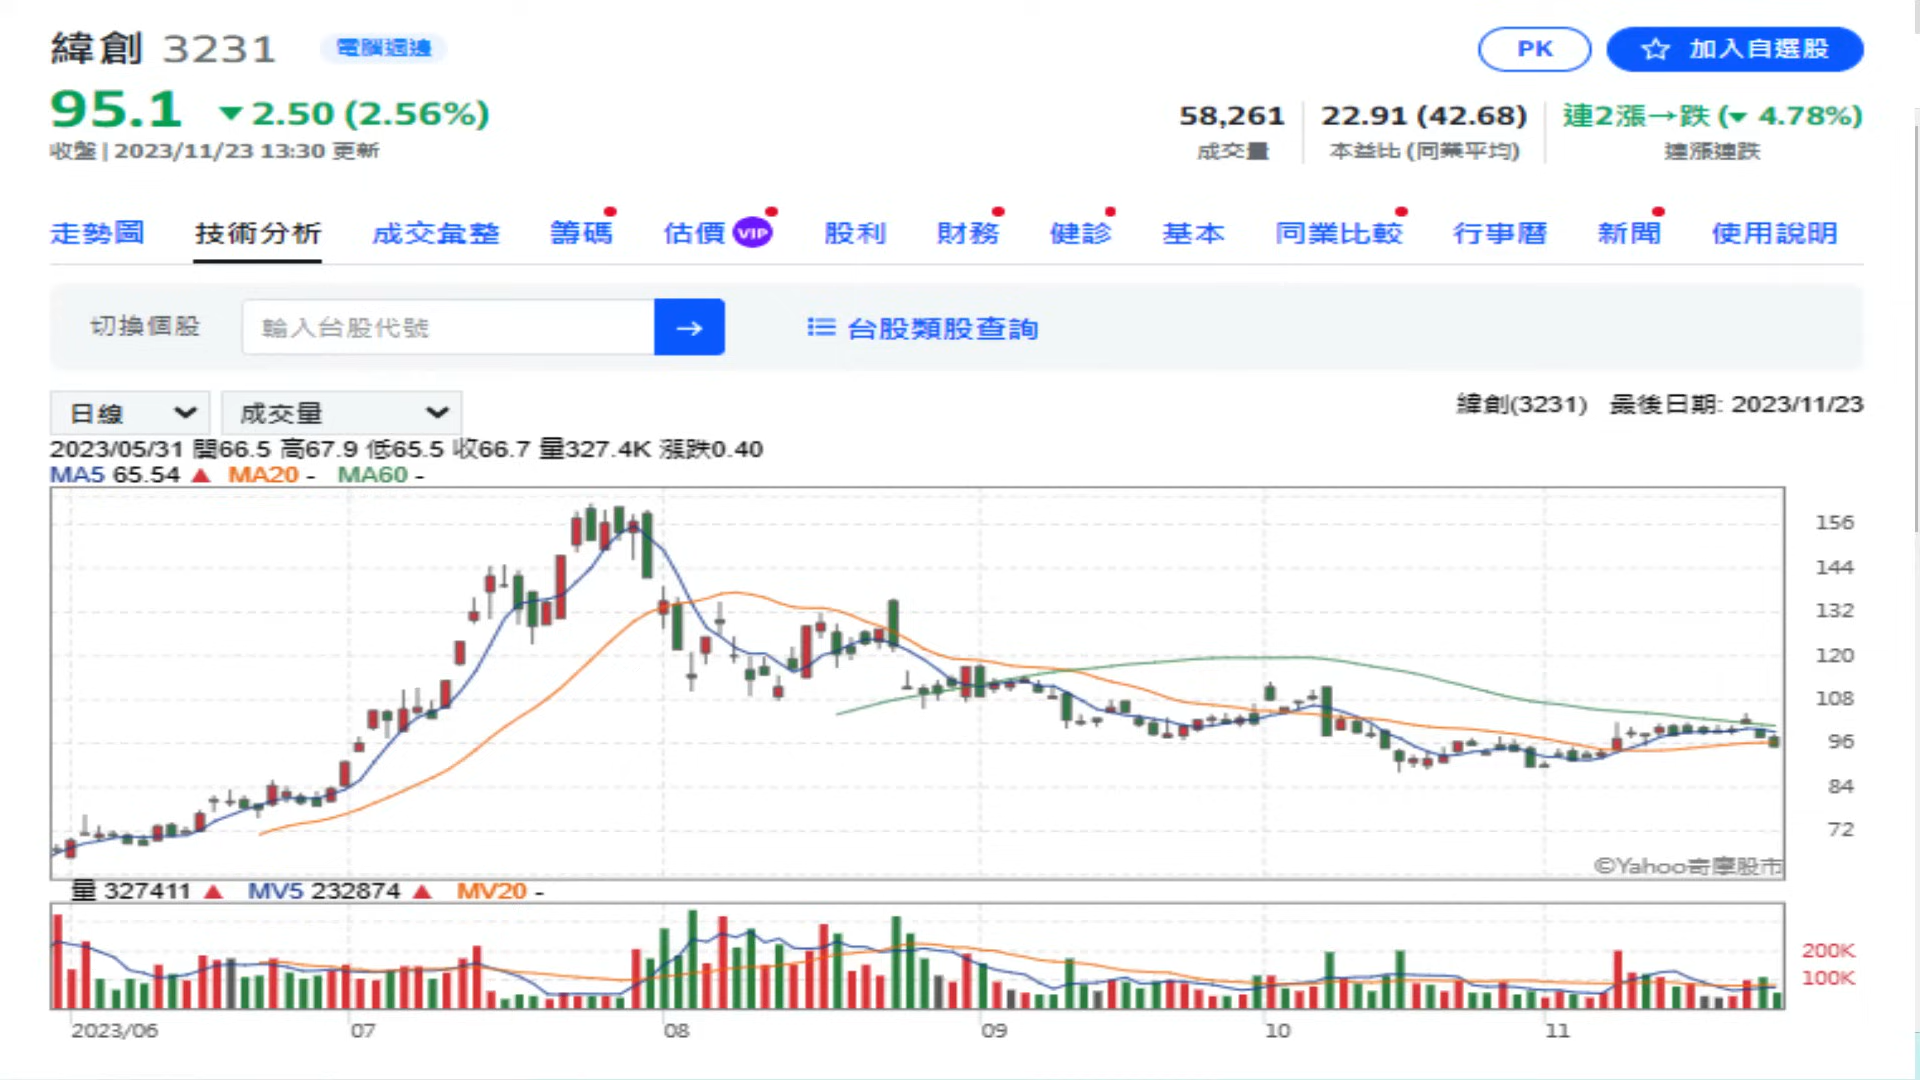 緯創 3231 電腦週邊 PK 加入自選股
95.1 ▼ 2.50 (2.56%) 58,261 22.91 (42.68) 連2漲→跌 (▼ 4.78%)
收盤 | 2023/11/23 13:30 更新 成交量 本益比 (同業平均) 連漲連跌
走勢圖 技術分析 成交彙整 籌碼 估價 VIP 股利 財務 健診 基本 同業比較 行事曆 新聞 使用說明
切換個股 輸入台股代號 → 台股類股查詢
日線 成交量 緯創(3231) 最後日期: 2023/11/23
2023/05/31 開66.5 高67.9 低65.5 收66.7 量327.4K 漲跌0.40
MA5 65.54 ▲ MA20 - MA60 -
156
144
132
120
108
96
84
72
©Yahoo奇摩股市
量 327411 ▲ MV5 232874 ▲ MV20 -
200K
100K
2023/06 07 08 09 10 11